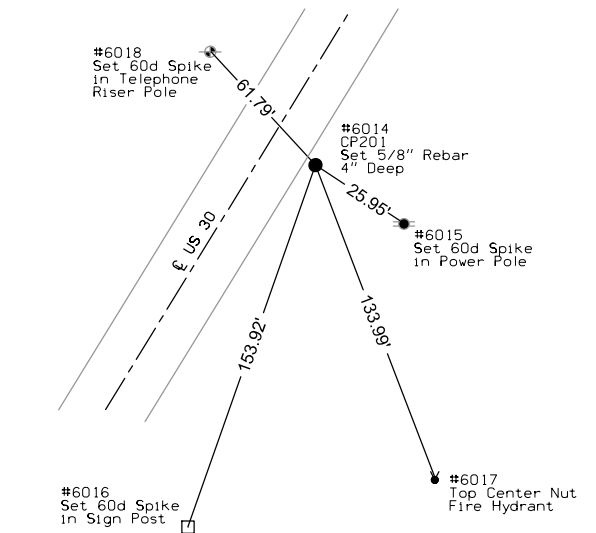 #6018
Set 60d Spike
in Telephone
Riser Pole
61.79'
#6014
CP201
Set 5/8" Rebar
4" Deep
25.95'
#6015
Set 60d Spike
in Power Pole
℄ US 30
153.92'
133.99'
#6016
Set 60d Spike
in Sign Post
#6017
Top Center Nut
Fire Hydrant